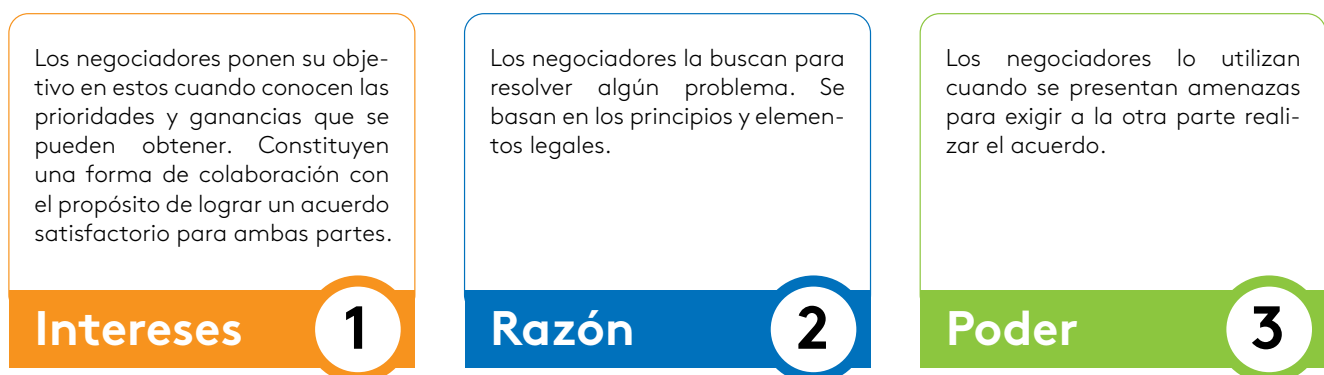 Los negociadores ponen su obje-
tivo en estos cuando conocen las
prioridades y ganancias que se
pueden obtener. Constituyen
una forma de colaboración con
el propósito de lograr un acuerdo
satisfactorio para ambas partes.
Intereses 1
Los negociadores la buscan para
resolver algún problema. Se
basan en los principios y elemen-
tos legales.
Razón 2
Los negociadores lo utilizan
cuando se presentan amenazas
para exigir a la otra parte reali-
zar el acuerdo.
Poder 3